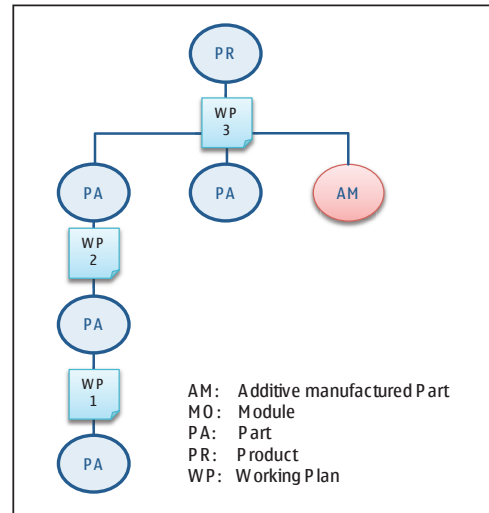 PR
WP
3
PA
PA
AM
WP
2
PA
WP
1
PA
AM: Additive manufactured Part
MO: Module
PA: Part
PR: Product
WP: Working Plan